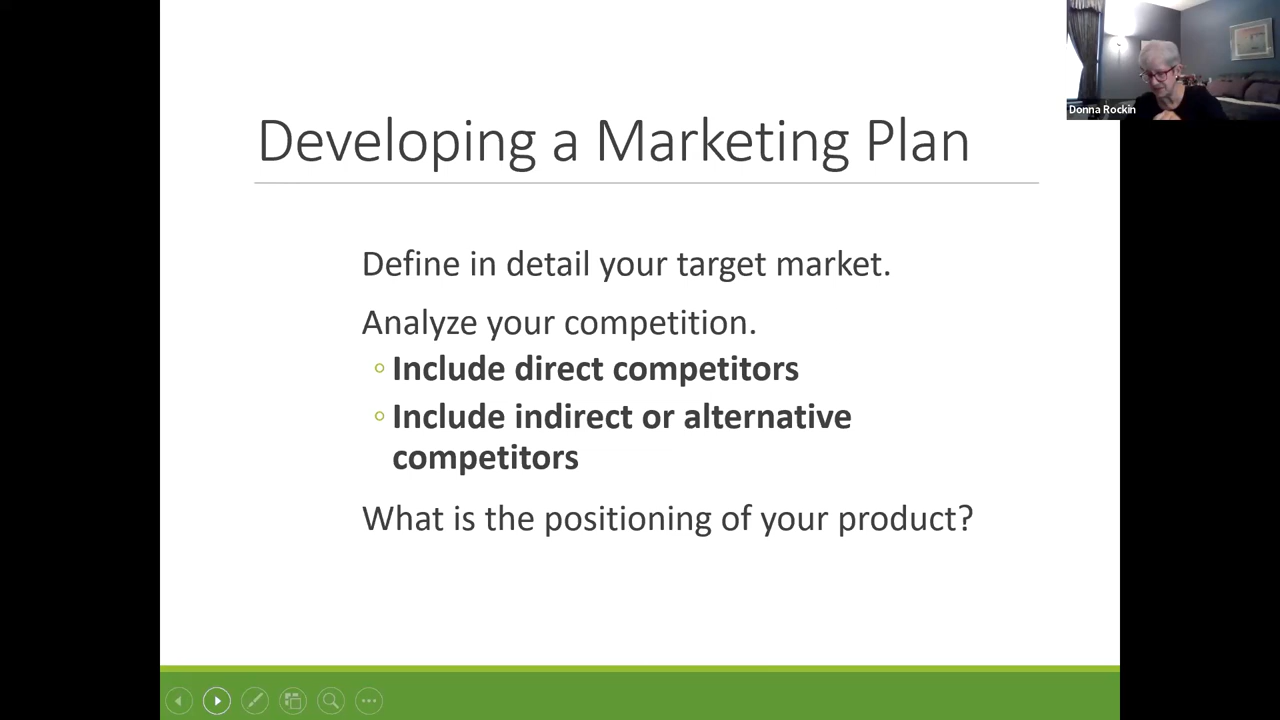 Developing a Marketing Plan
Donna Rockin
Define in detail your target market.
Analyze your competition.
Include direct competitors
Include indirect or alternative
competitors
What is the positioning of your product?